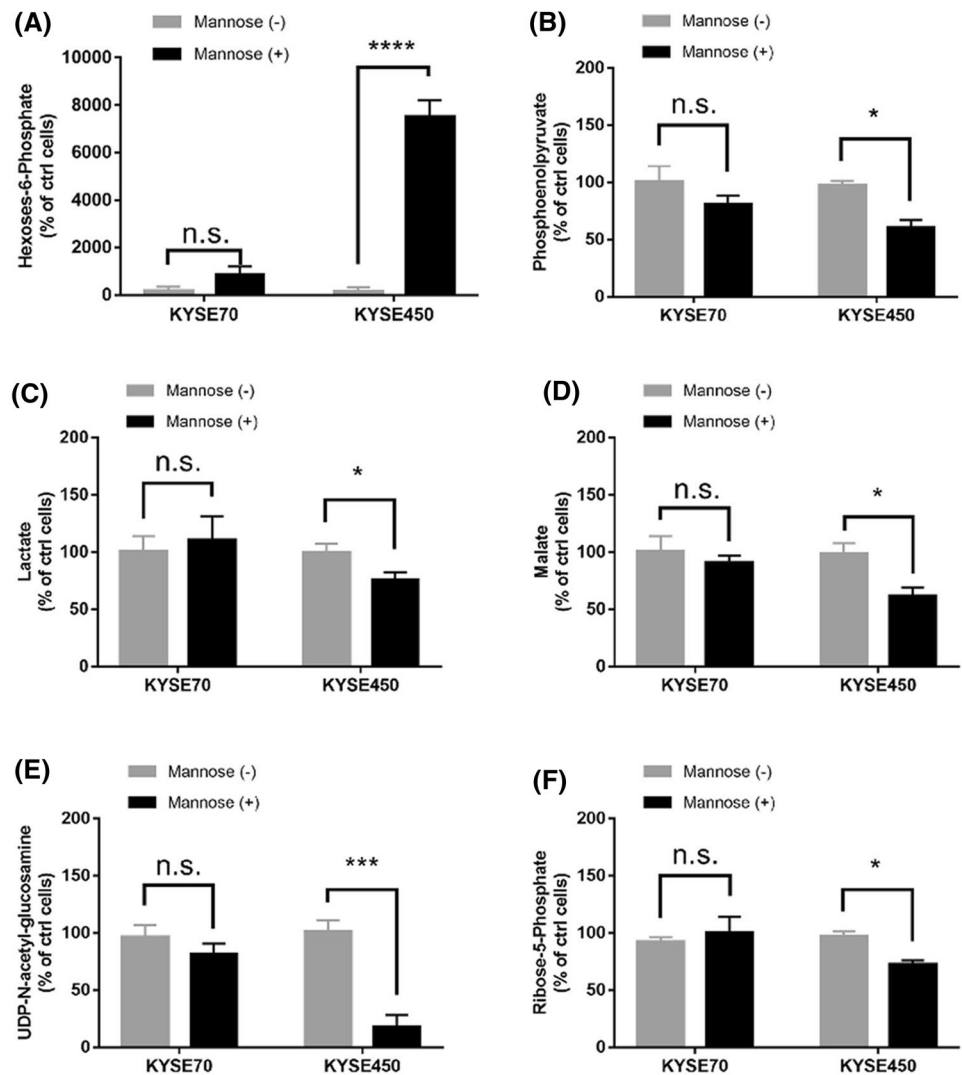 (A)
Mannose (-)
Mannose (+)
Hexoses-6-Phosphate
(% of ctrl cells)
10000
8000
6000
4000
2000
0
n.s.
****
KYSE70
KYSE450
(B)
Mannose (-)
Mannose (+)
Phosphoenolpyruvate
(% of ctrl cells)
200
150
100
50
0
n.s.
*
KYSE70
KYSE450
(C)
Mannose (-)
Mannose (+)
Lactate
(% of ctrl cells)
200
150
100
50
0
n.s.
*
KYSE70
KYSE450
(D)
Mannose (-)
Mannose (+)
Malate
(% of ctrl cells)
200
150
100
50
0
n.s.
*
KYSE70
KYSE450
(E)
Mannose (-)
Mannose (+)
UDP-N-acetyl-glucosamine
(% of ctrl cells)
200
150
100
50
0
n.s.
***
KYSE70
KYSE450
(F)
Mannose (-)
Mannose (+)
Ribose-5-Phosphate
(% of ctrl cells)
200
150
100
50
0
n.s.
*
KYSE70
KYSE450